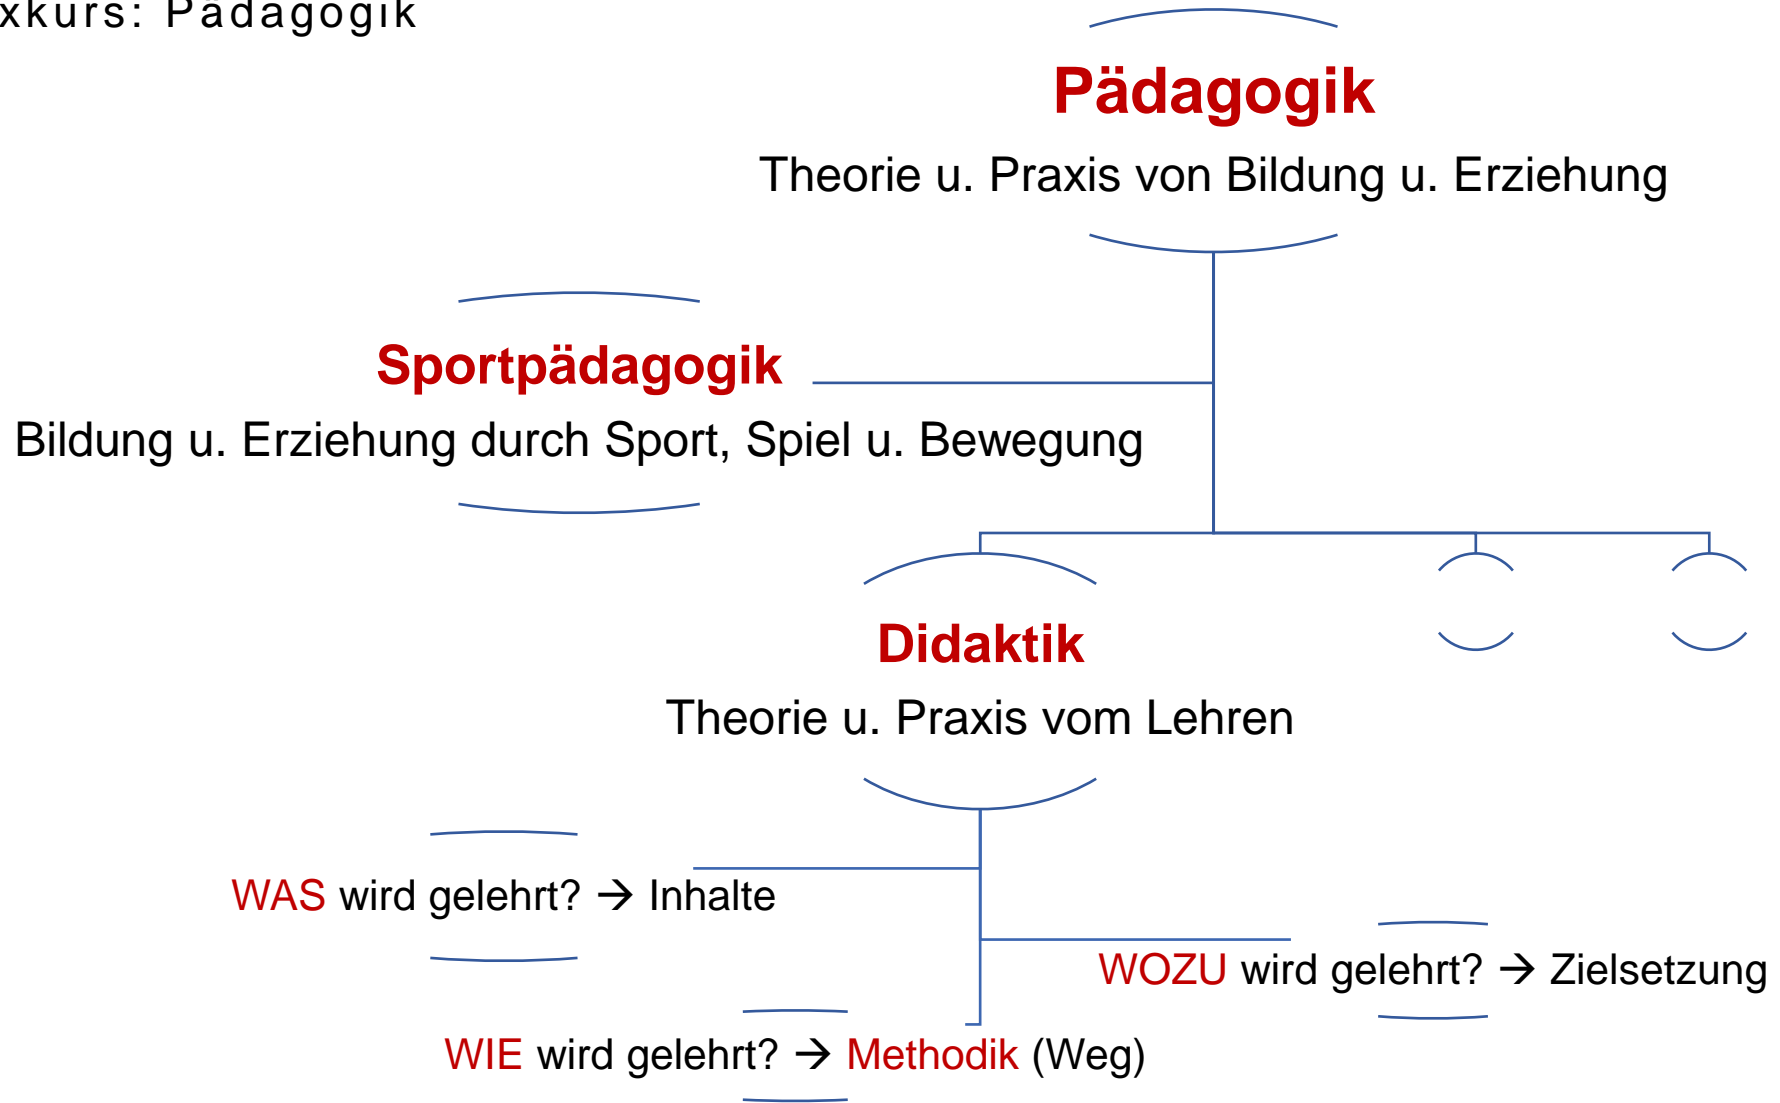 xkurs: Pädagogik
Pädagogik
Theorie u. Praxis von Bildung u. Erziehung
Sportpädagogik
Bildung u. Erziehung durch Sport, Spiel u. Bewegung
Didaktik
Theorie u. Praxis vom Lehren
WAS wird gelehrt? → Inhalte
WOZU wird gelehrt? → Zielsetzung
WIE wird gelehrt? → Methodik (Weg)